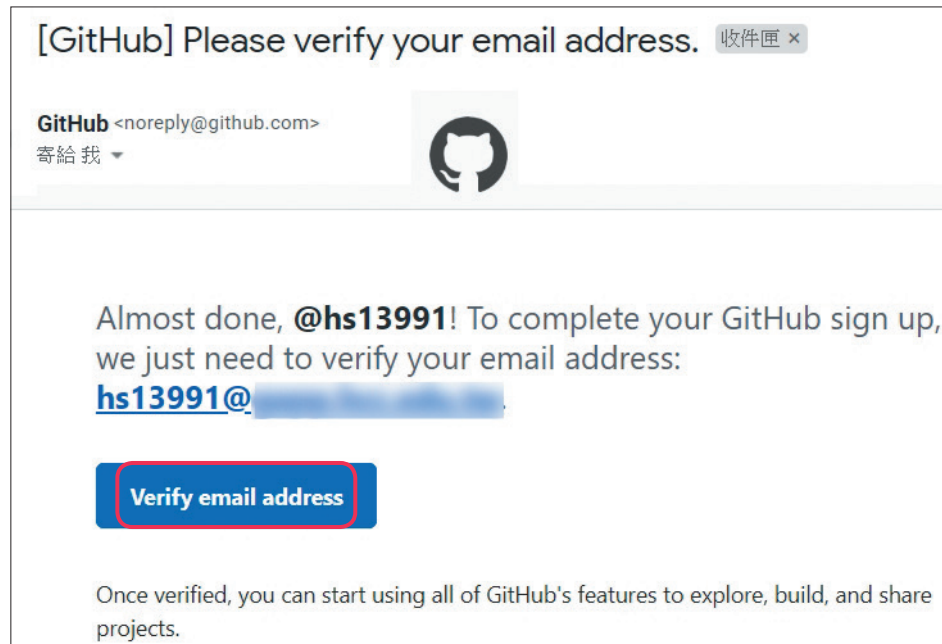 [GitHub] Please verify your email address. 收件匣 ×
GitHub <noreply@github.com>
寄給 我
Almost done, @hs13991! To complete your GitHub sign up,
we just need to verify your email address:
hs13991@
Verify email address
Once verified, you can start using all of GitHub's features to explore, build, and share
projects.